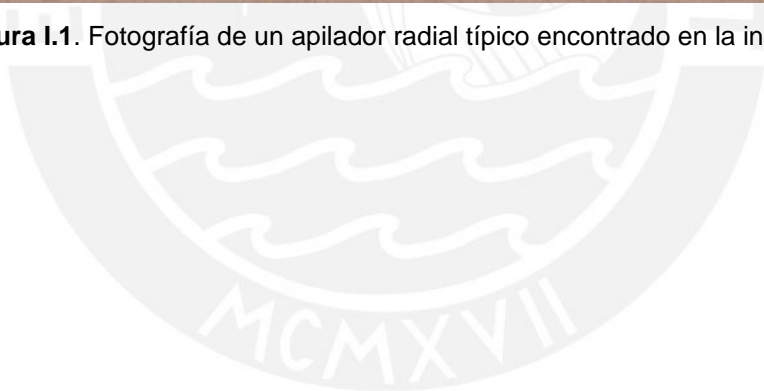 ura I.1. Fotografía de un apilador radial típico encontrado en la in
MCMXVII